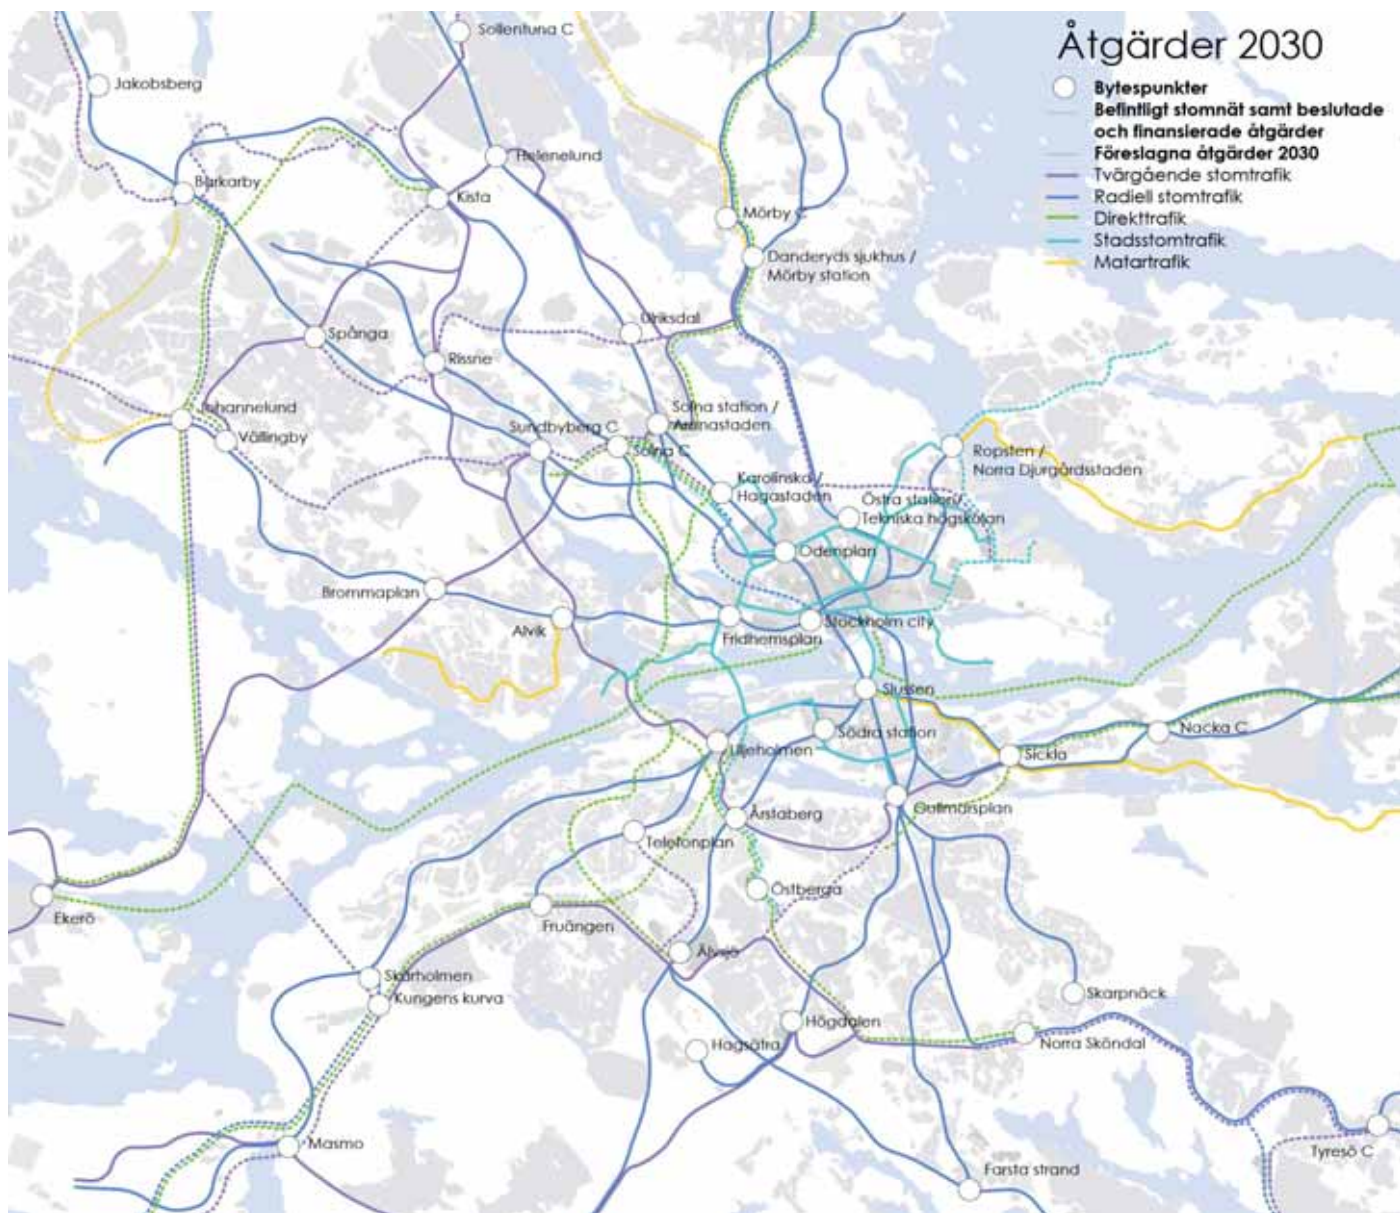 Åtgärder 2030
Bytespunkter
Befintligt stomnät samt beslutade
och finansierade åtgärder
Föreslagna åtgärder 2030
Tvärgående stomtrafik
Radiell stomtrafik
Direkttrafik
Stadsstomtrafik
Matartrafik
Sollentuna C
Jakobsberg
Helenelund
Barkarby
Kista
Mörby C
Danderyds sjukhus /
Mörby station
Ulriksdal
Spånga
Rissne
Johannelund
Vällingby
Solna station /
Arenastaden
Sundbyberg C
Solna C
Ropsten /
Norra Djurgårdsstaden
Karolinska /
Hagastaden
Östra station/
Tekniska högskolan
Odenplan
Brommaplan
Alvik
Fridhemsplan
Stockholm city
Slussen
Södra station
Nacka C
Liljeholmen
Sickla
Gullmarsplan
Årstaberg
Telefonplan
Östberga
Ekerö
Fruängen
Älvsjö
Skärholmen
Kungens kurva
Skarpnäck
Högdalen
Hagsätra
Norra Sköndal
Masmo
Tyresö C
Farsta strand